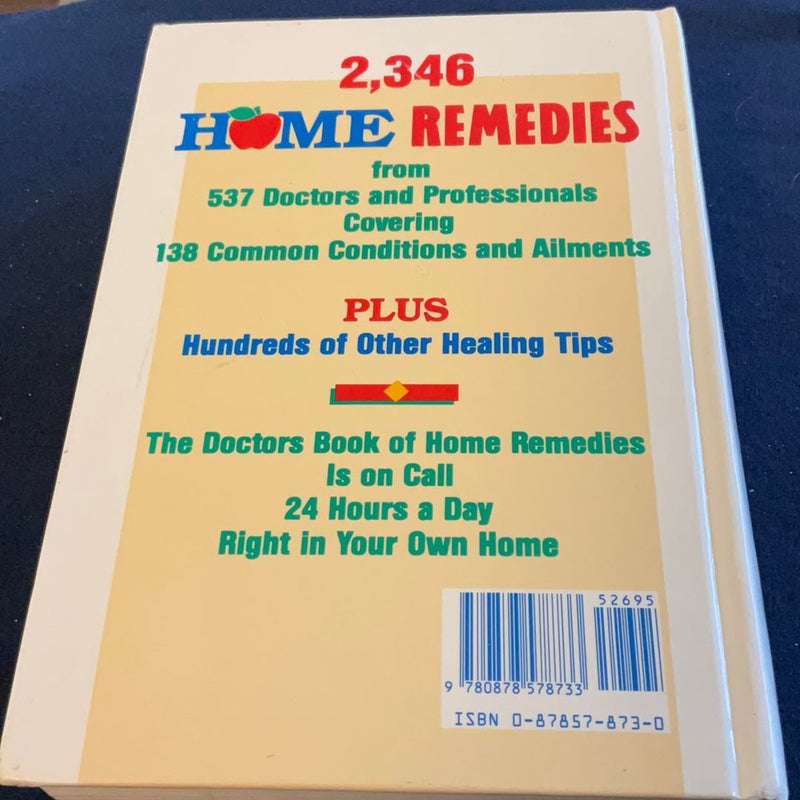 2,346
HOME REMEDIES
from
537 Doctors and Professionals
Covering
138 Common Conditions and Ailments
PLUS
Hundreds of Other Healing Tips
The Doctors Book of Home Remedies
Is on Call
24 Hours a Day
Right in Your Own Home
52695
9 780878 578733
ISBN 0-87857-873-0